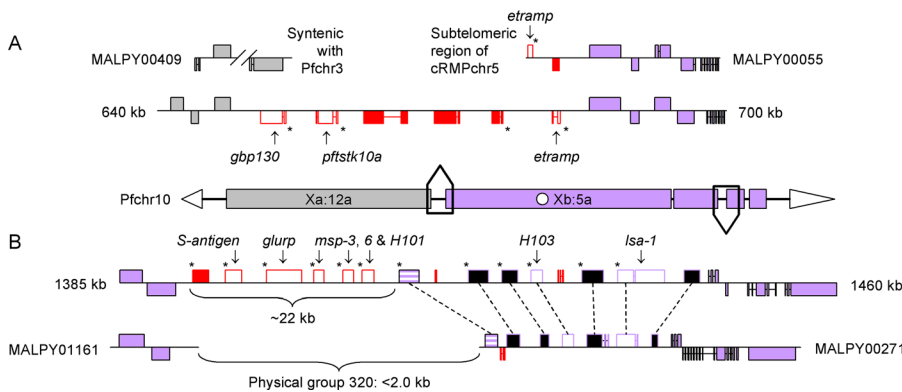 A
MALPY00409
Syntenic with Pfchr3
Subtelomeric region of cRMPchr5
etramp
*
MALPY00055
640 kb
700 kb
* * * *
gbp130
pftstk10a
etramp
Pfchr10
Xa:12a
Xb:5a
B
S-antigen
glurp
msp-3, 6 & H101
H103
lsa-1
* * * * * * * * * * * * *
1385 kb
1460 kb
~22 kb
MALPY01161
MALPY00271
Physical group 320: <2.0 kb